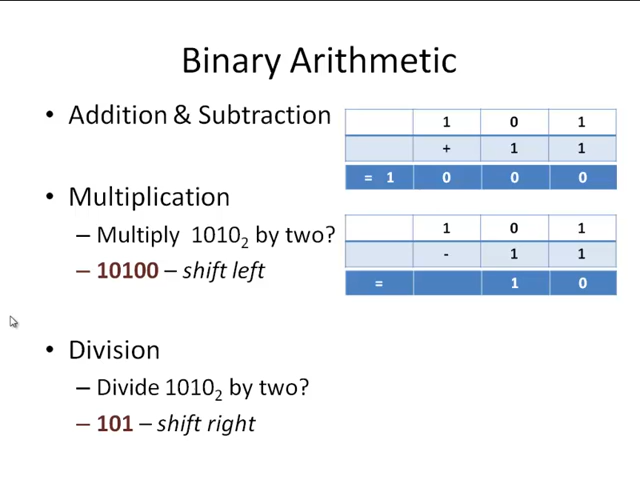 Binary Arithmetic
• Addition & Subtraction
1 0 1
+ 1 1
= 1 0 0 0
• Multiplication
– Multiply 1010₂ by two?
– 10100 – shift left
1 0 1
- 1 1
= 1 0
• Division
– Divide 1010₂ by two?
– 101 – shift right